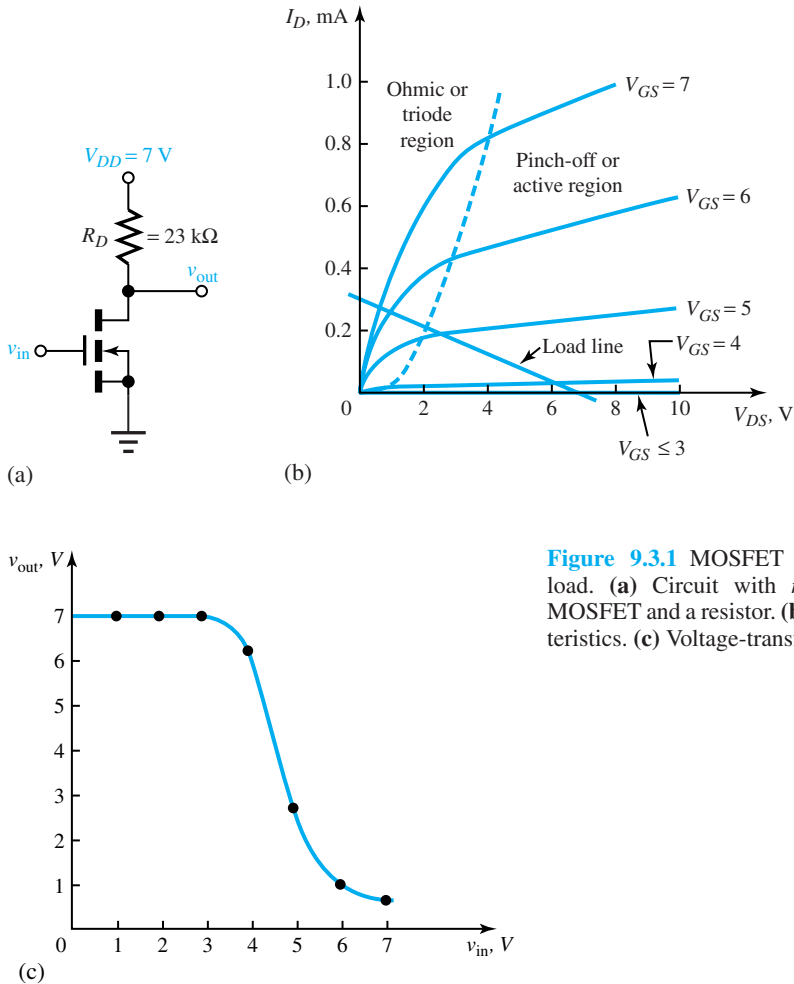 V_DD = 7 V
R_D = 23 kΩ
v_out
v_in
(a)
I_D, mA
1.0
0.8
0.6
0.4
0.2
0
2
4
6
8
10
V_DS, V
Ohmic or
triode
region
Pinch-off or
active region
V_GS = 7
V_GS = 6
V_GS = 5
V_GS = 4
V_GS ≤ 3
Load line
(b)
v_out, V
7
6
5
4
3
2
1
0
1
2
3
4
5
6
7
v_in, V
(c)
Figure 9.3.1 MOSFET
load. (a) Circuit with
MOSFET and a resistor. (b
teristics. (c) Voltage-trans